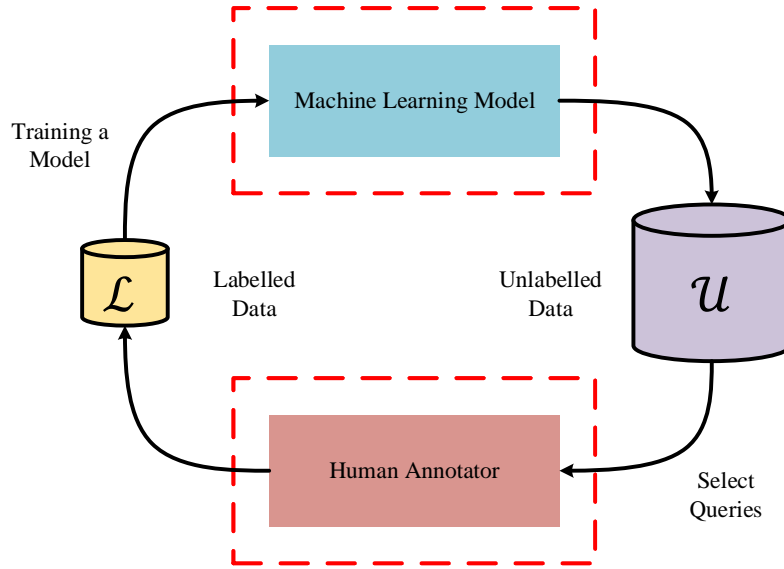 Machine Learning Model
Training a
Model
ℒ
Labelled
Data
Unlabelled
Data
𝒰
Human Annotator
Select
Queries